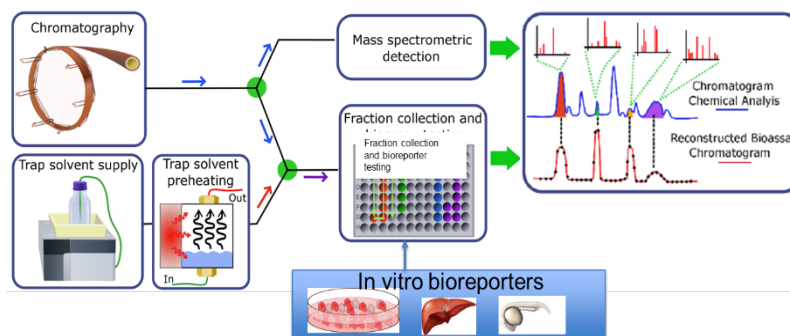 Chromatography
Mass spectrometric
detection
Chromatogram
Chemical Analyis
Reconstructed Bioassa
Chromatogram
Fraction collection and
Fraction collection
and bioreporter
testing
Trap solvent supply
Trap solvent
preheating
Out
In
In vitro bioreporters